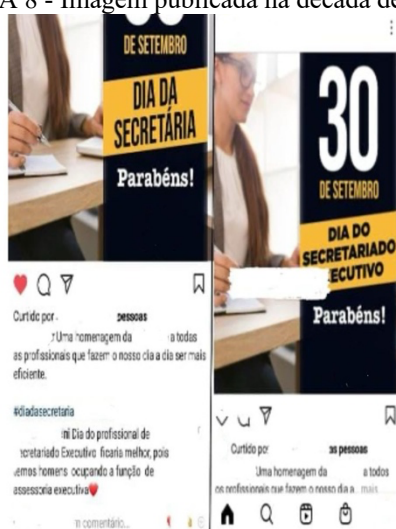 A 8 - Imagem publicada na década de
DE SETEMBRO
DIA DA
SECRETÁRIA
Parabéns!
Curtido por
pessoas
Uma homenagem da a todas
as profissionais que fazem o nosso dia a dia ser mais
eficiente.
#diadasecretaria
Dia do profissional de
Executivo ficaria melhor, pois
temos homens ocupando a função de
assessoria executiva
comentário...
30
DE SETEMBRO
DIA DO
SECRETARIADO
ECUTIVO
Parabéns!
Curtido por
pessoas
Uma homenagem da a todos
os profissionais que fazem o nosso dia a mais